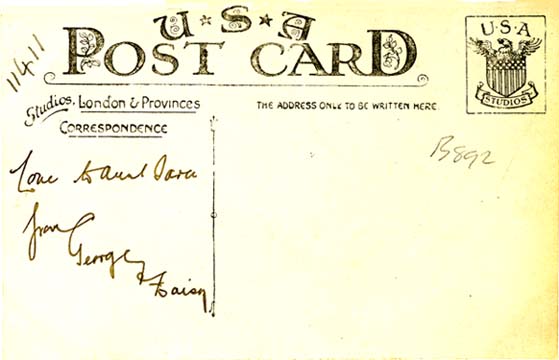 U·S·A
POST CARD
11411
Studios, London & Provinces
CORRESPONDENCE
THE ADDRESS ONLY TO BE WRITTEN HERE.
U·S·A
STUDIOS
B892
Love to Aunt Sara
from
George
& Daisy